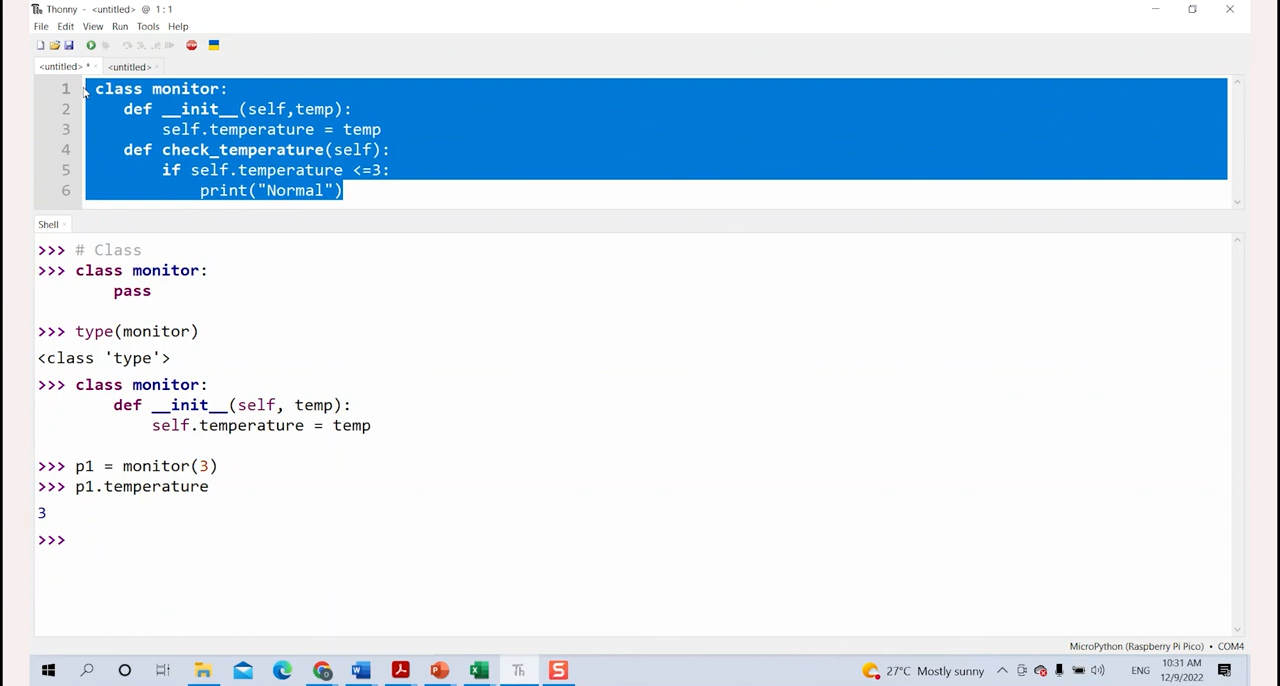 Thonny - <untitled> @ 1:1
File Edit View Run Tools Help
<untitled> * × <untitled> ×
1 class monitor:
2 def __init__(self,temp):
3 self.temperature = temp
4 def check_temperature(self):
5 if self.temperature <=3:
6 print("Normal")
Shell ×
>>> # Class
>>> class monitor:
pass
>>> type(monitor)
<class 'type'>
>>> class monitor:
def __init__(self, temp):
self.temperature = temp
>>> p1 = monitor(3)
>>> p1.temperature
3
>>>
MicroPython (Raspberry Pi Pico) • COM4
27°C Mostly sunny ENG 10:31 AM
12/9/2022